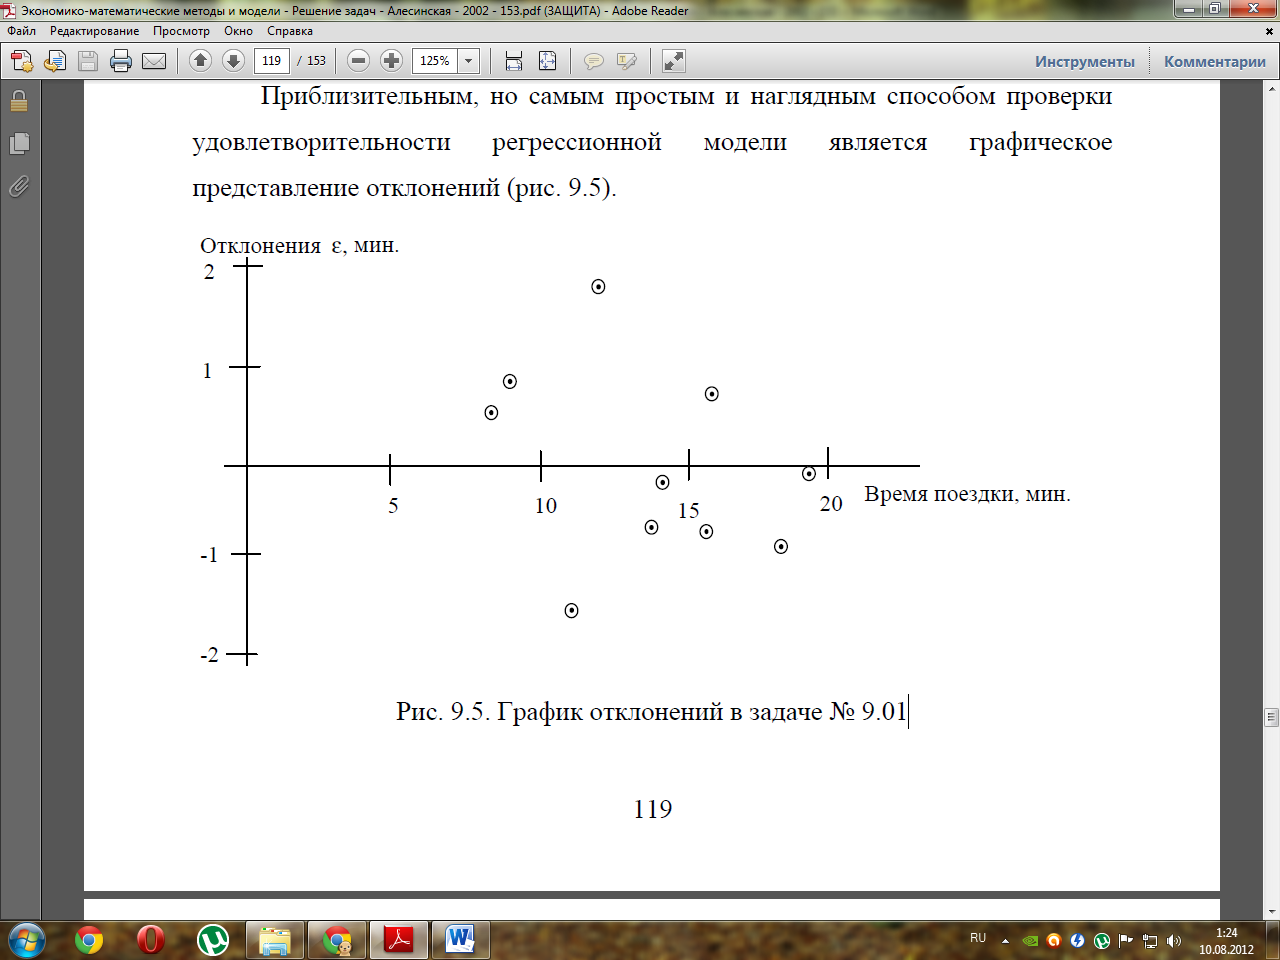 Экономико-математические методы и модели - Решение задач - Алесинская - 2002 - 153.pdf (ЗАЩИТА) - Adobe Reader
Файл Редактирование Просмотр Окно Справка
119 / 153 125% Инструменты Комментарии
Приблизительным, но самым простым и наглядным способом проверки
удовлетворительности регрессионной модели является графическое
представление отклонений (рис. 9.5).
Отклонения ε, мин.
2
1
5 10 15 20 Время поездки, мин.
-1
-2
Рис. 9.5. График отклонений в задаче № 9.01
119
RU 1:24
10.08.2012